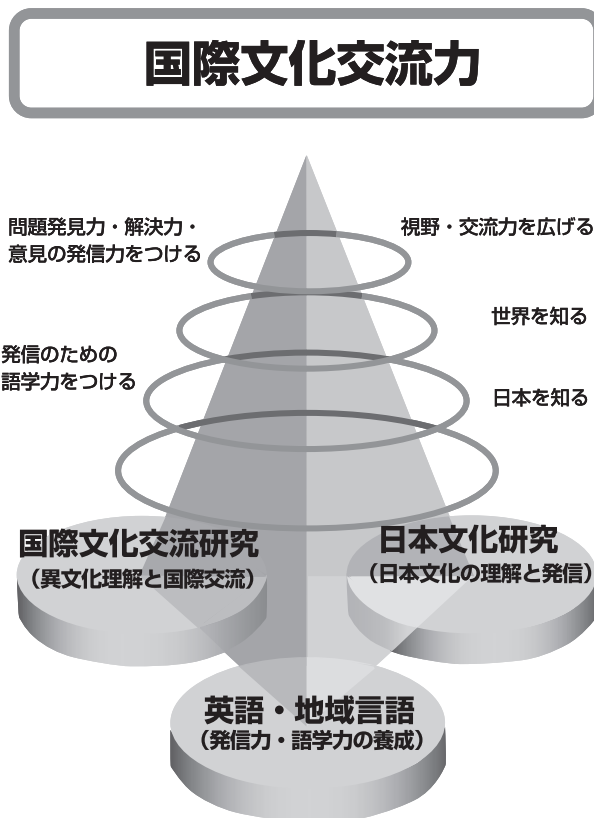 国際文化交流力
問題発見力・解決力・
意見の発信力をつける
視野・交流力を広げる
世界を知る
発信のための
語学力をつける
日本を知る
国際文化交流研究
（異文化理解と国際交流）
日本文化研究
（日本文化の理解と発信）
英語・地域言語
（発信力・語学力の養成）